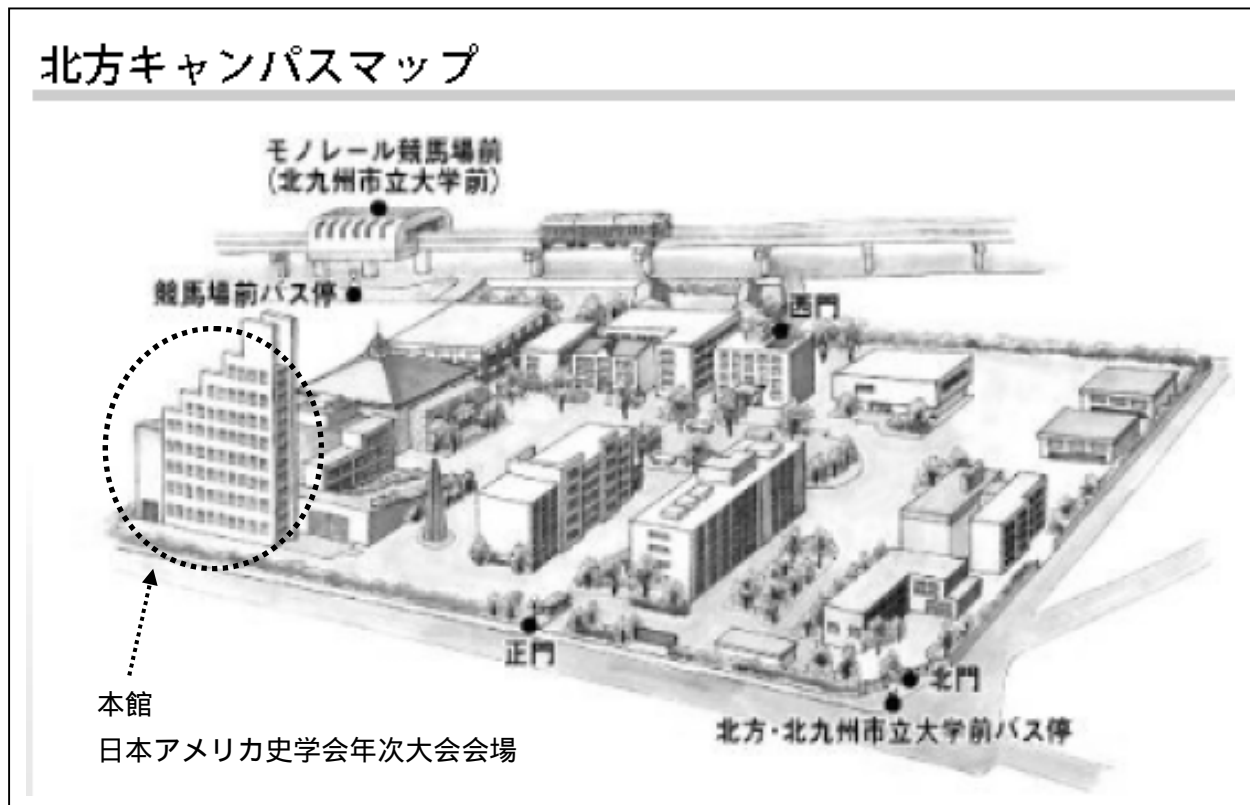 北方キャンパスマップ
モノレール競馬場前
(北九州市立大学前)
競馬場前バス停
西門
正門
北門
北方・北九州市立大学前バス停
本館
日本アメリカ史学会年次大会会場